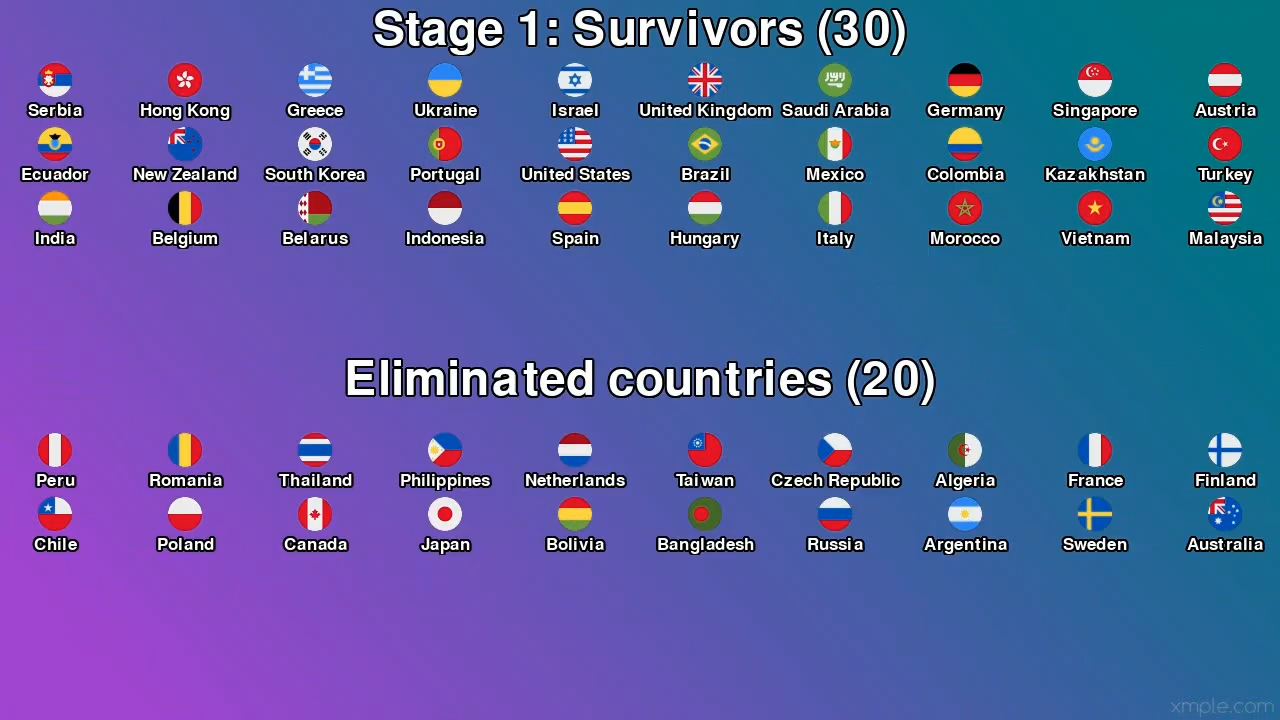 Stage 1: Survivors (30)
Serbia Hong Kong Greece Ukraine Israel United Kingdom Saudi Arabia Germany Singapore Austria
Ecuador New Zealand South Korea Portugal United States Brazil Mexico Colombia Kazakhstan Turkey
India Belgium Belarus Indonesia Spain Hungary Italy Morocco Vietnam Malaysia
Eliminated countries (20)
Peru Romania Thailand Philippines Netherlands Taiwan Czech Republic Algeria France Finland
Chile Poland Canada Japan Bolivia Bangladesh Russia Argentina Sweden Australia
xmple.com